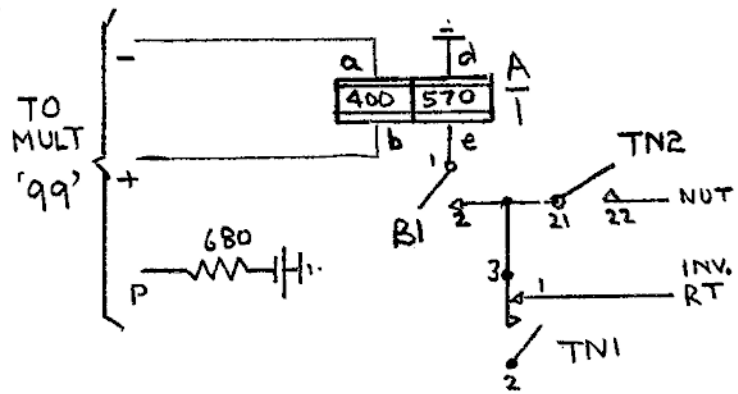 TO
MULT
'99'
-
+
P
680
a
d
400
570
b
e
A
1
1
B1
2
TN2
21
22
NUT
3
1
INV.
RT
TN1
2